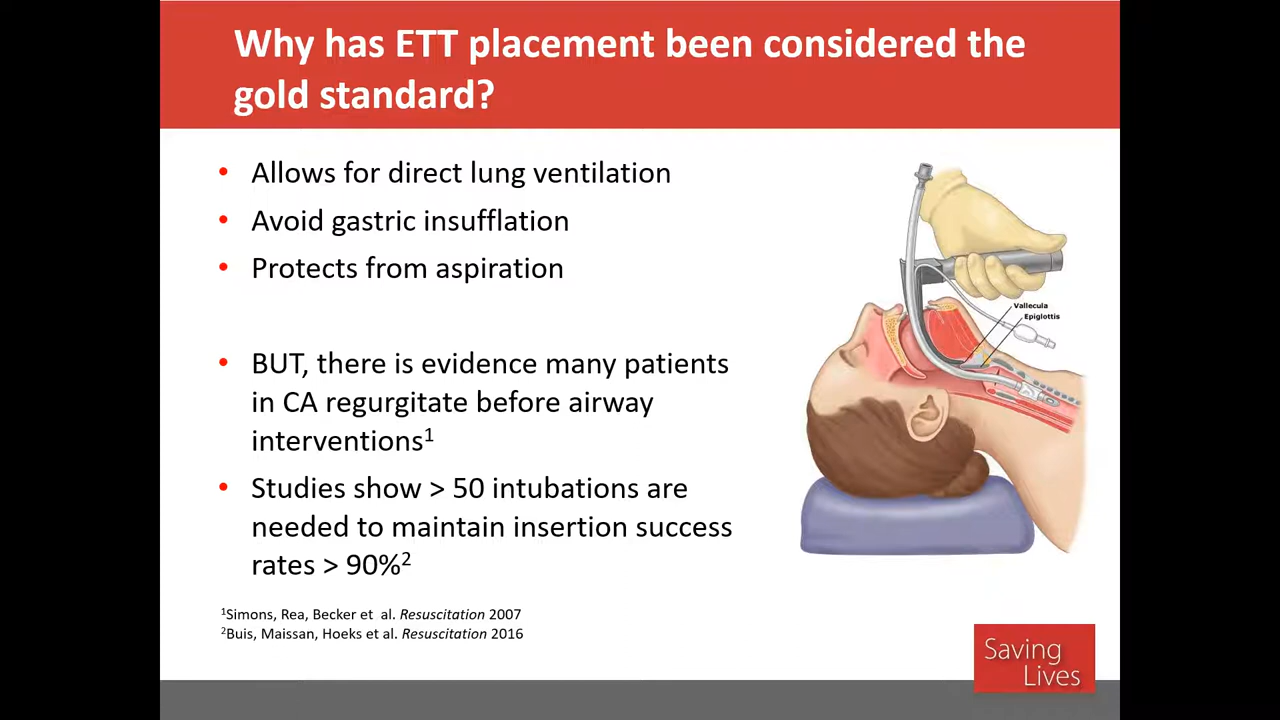 Why has ETT placement been considered the
gold standard?
• Allows for direct lung ventilation
• Avoid gastric insufflation
• Protects from aspiration
• BUT, there is evidence many patients
in CA regurgitate before airway
interventions¹
• Studies show > 50 intubations are
needed to maintain insertion success
rates > 90%²
Vallecula
Epiglottis
¹Simons, Rea, Becker et  al. Resuscitation 2007
²Buis, Maissan, Hoeks et al. Resuscitation 2016
Saving
Lives